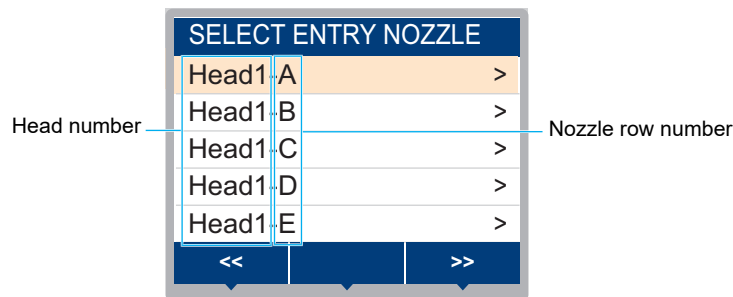 SELECT ENTRY NOZZLE
Head1-A >
Head1-B >
Head number
Nozzle row number
Head1-C >
Head1-D >
Head1-E >
<< >>